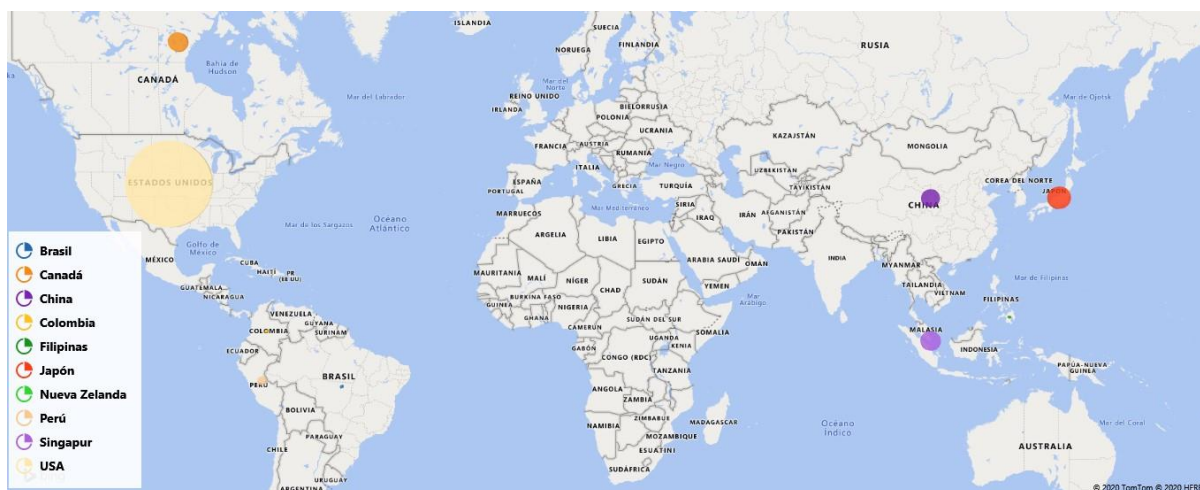 ISLANDIA
SUECIA
NORUEGA
FINLANDIA
RUSIA
CANADÁ
Bahía de
Hudson
Mar del Labrador
Mar del
Norte
REINO UNIDO
IRLANDA
BIELORRUSIA
POLONIA
UCRANIA
FRANCIA
AUSTRIA
RUMANIA
ITALIA
Mar Negro
KAZAJSTÁN
MONGOLIA
Mar de Ojotsk
UZBEKISTÁN
TAYIKISTÁN
COREA DEL NORTE
JAPÓN
CHINA
ESTADOS UNIDOS
ESPAÑA
PORTUGAL
GRECIA
TURQUÍA
Mar Mediterráneo
SIRIA
IRAQ
IRÁN
AFGANISTÁN
PAKISTÁN
MARRUECOS
Océano
Atlántico
Mar de los Sargazos
Golfo de
México
MÉXICO
CUBA
HAITÍ
PR
(EE UU)
GUATEMALA
NICARAGUA
ARGELIA
LIBIA
EGIPTO
ARABIA SAUDÍ
OMÁN
YEMEN
Mar
Arábigo
INDIA
MYANMAR
TAILANDIA
VIETNAM
FILIPINAS
Mar de Filipinas
MAURITANIA
MALÍ
NÍGER
CHAD
SUDÁN
BURKINA FASO
GUINEA
GHANA
NIGERIA
SUDÁN DEL SUR
SOMALIA
CAMERÚN
UGANDA
KENIA
GABÓN
CONGO (RDC)
TANZANIA
VENEZUELA
GUYANA
SURINAM
COLOMBIA
ECUADOR
PERÚ
BRASIL
BOLIVIA
PARAGUAY
CHILE
URUGUAY
ARGENTINA
MALASIA
INDONESIA
PAPÚA-NUEVA
GUINEA
ANGOLA
ZAMBIA
ZIMBABUE
NAMIBIA
MOZAMBIQUE
MADAGASCAR
ESUATINI
SUDÁFRICA
Océano
Índico
Mar del Coral
AUSTRALIA
Brasil
Canadá
China
Colombia
Filipinas
Japón
Nueva Zelanda
Perú
Singapur
USA
© 2020 TomTom © 2020 HERE